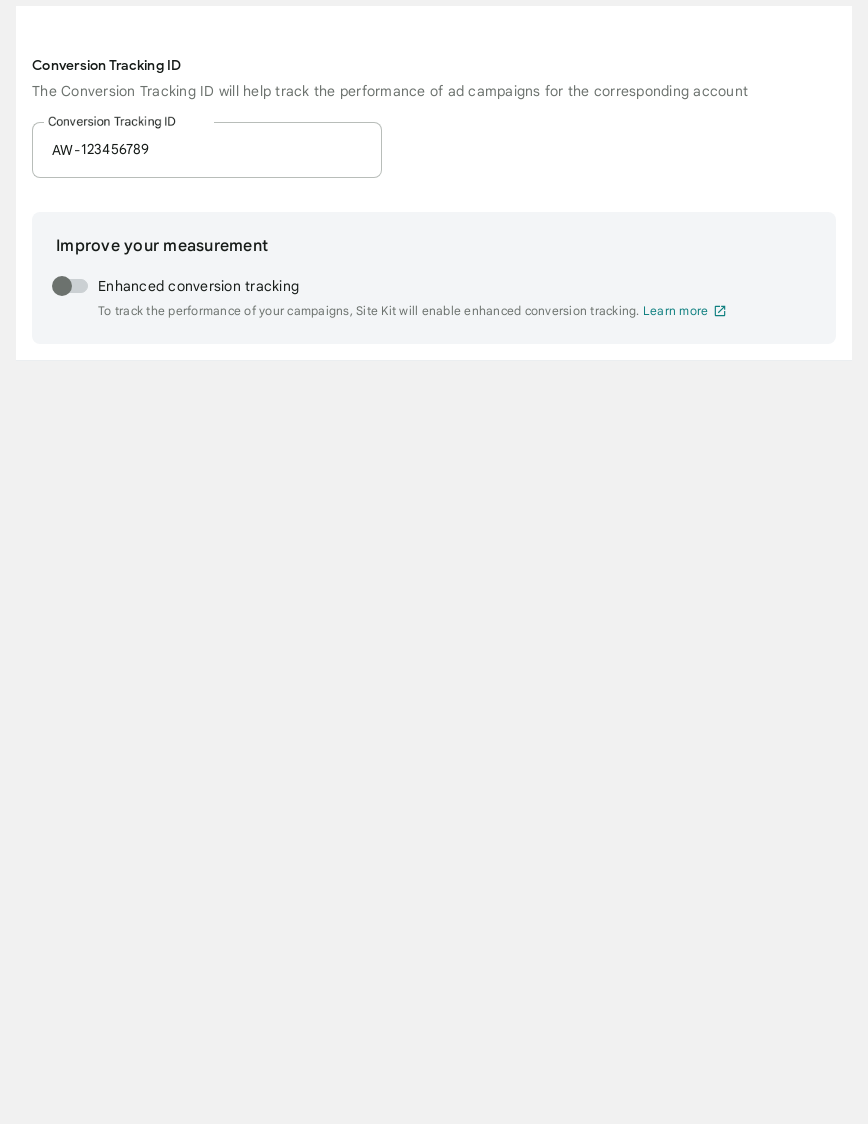 Conversion Tracking ID
The Conversion Tracking ID will help track the performance of ad campaigns for the corresponding account
Conversion Tracking ID
AW-123456789
Improve your measurement
Enhanced conversion tracking
To track the performance of your campaigns, Site Kit will enable enhanced conversion tracking. Learn more